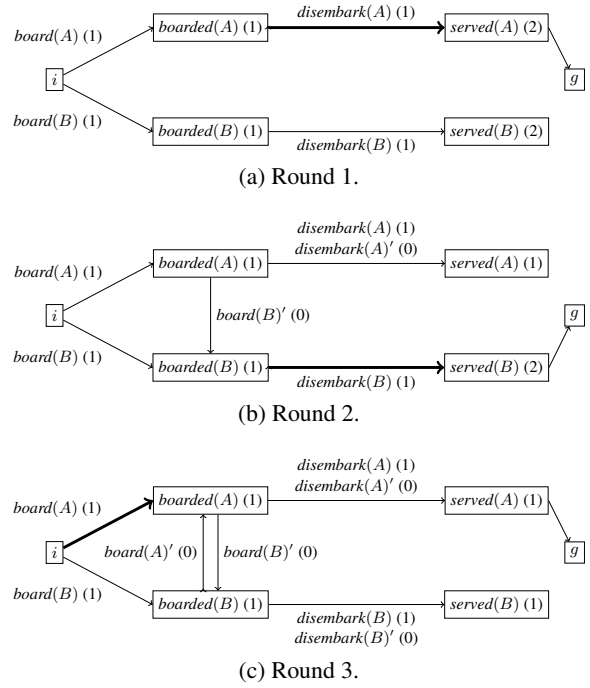 disembark(A) (1)
board(A) (1)
boarded(A) (1)
served(A) (2)
i
g
board(B) (1)
boarded(B) (1)
served(B) (2)
disembark(B) (1)
(a) Round 1.
disembark(A) (1)
disembark(A)′ (0)
board(A) (1)
boarded(A) (1)
served(A) (1)
i
board(B)′ (0)
g
board(B) (1)
boarded(B) (1)
served(B) (2)
disembark(B) (1)
(b) Round 2.
disembark(A) (1)
disembark(A)′ (0)
board(A) (1)
boarded(A) (1)
served(A) (1)
i
board(A)′ (0)
board(B)′ (0)
g
board(B) (1)
boarded(B) (1)
served(B) (1)
disembark(B) (1)
disembark(B)′ (0)
(c) Round 3.